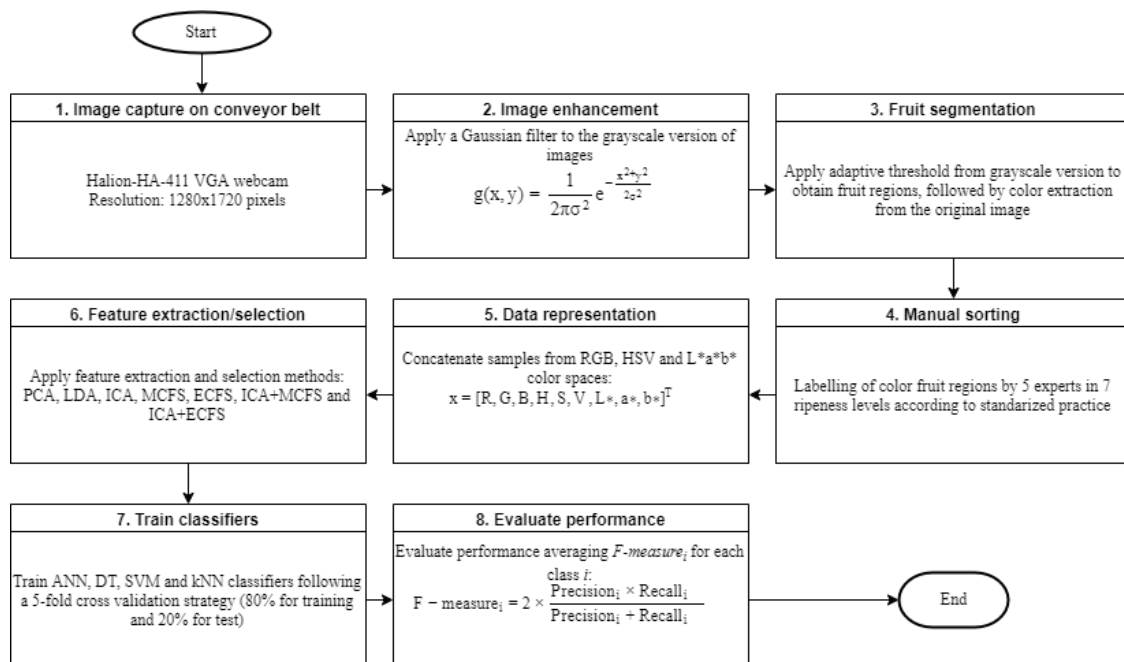 Start
1. Image capture on conveyor belt
Halion-HA-411 VGA webcam
Resolution: 1280x1720 pixels
2. Image enhancement
Apply a Gaussian filter to the grayscale version of
images
g(x, y) = 1/(2πσ²) e^(-(x²+y²)/(2σ²))
3. Fruit segmentation
Apply adaptive threshold from grayscale version to
obtain fruit regions, followed by color extraction
from the original image
4. Manual sorting
Labelling of color fruit regions by 5 experts in 7
ripeness levels according to standarized practice
5. Data representation
Concatenate samples from RGB, HSV and L*a*b*
color spaces:
x = [R, G, B, H, S, V, L*, a*, b*]ᵀ
6. Feature extraction/selection
Apply feature extraction and selection methods:
PCA, LDA, ICA, MCFS, ECFS, ICA+MCFS and
ICA+ECFS
7. Train classifiers
Train ANN, DT, SVM and kNN classifiers following
a 5-fold cross validation strategy (80% for training
and 20% for test)
8. Evaluate performance
Evaluate performance averaging F-measureᵢ for each
class i:
F − measureᵢ = 2 × (Precisionᵢ × Recallᵢ)/(Precisionᵢ + Recallᵢ)
End